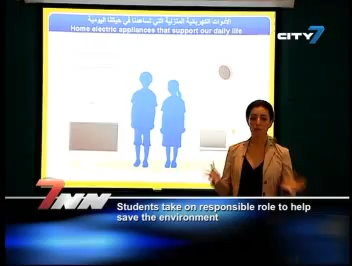 الأدوات الكهربائية المنزلية التي تساعدنا في حياتنا اليومية
Home electric appliances that support our daily life
CITY7
7NN
Students take on responsible role to help
save the environment